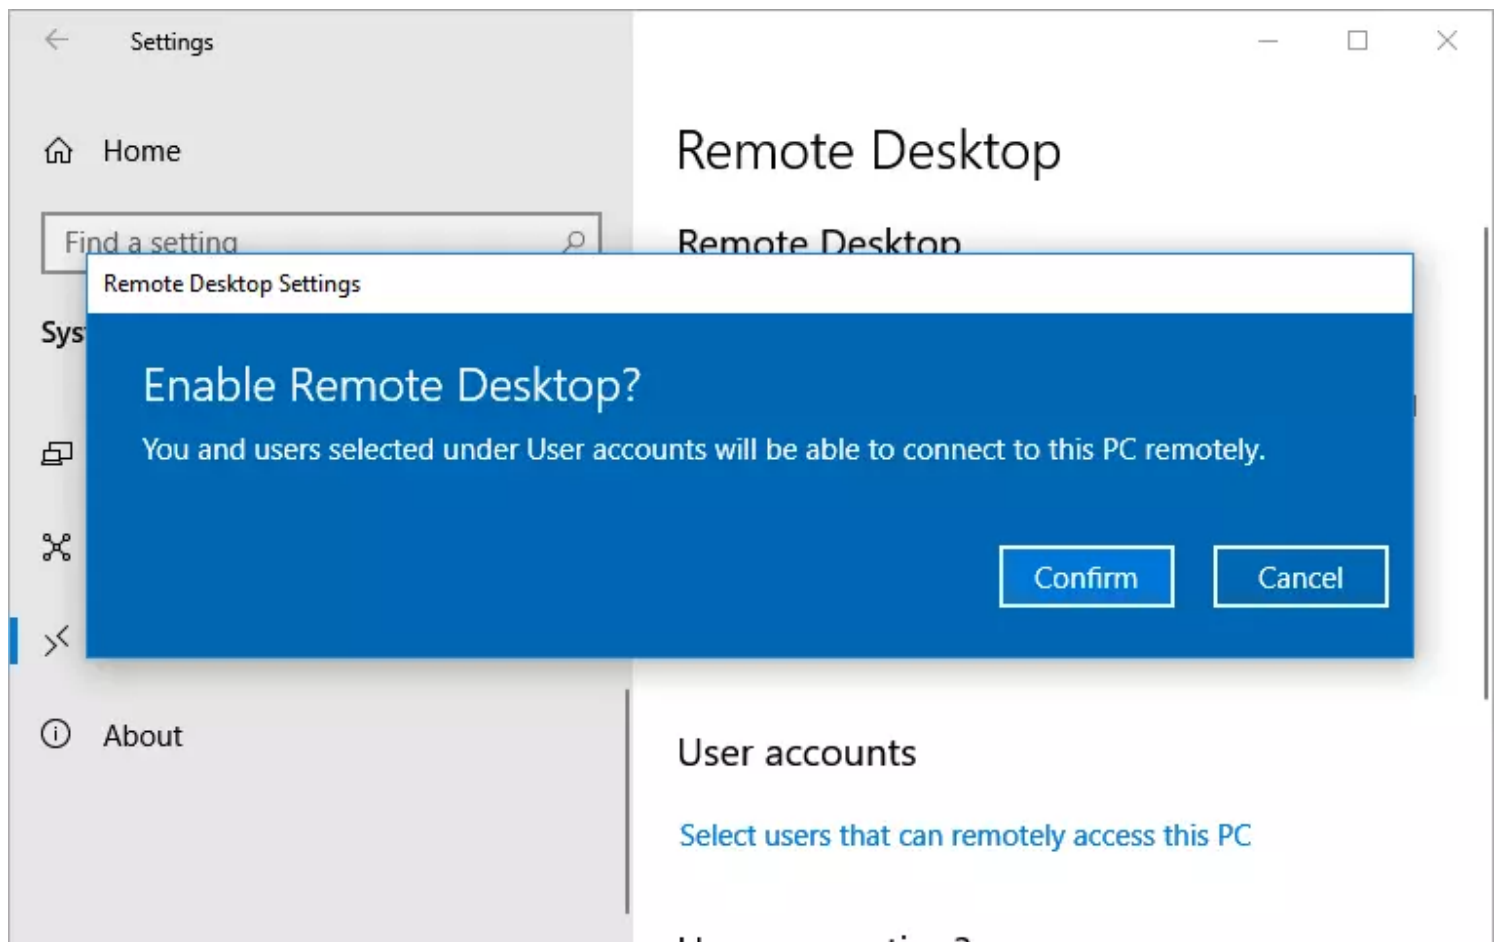 Settings
Home
Find a setting
Remote Desktop
Remote Desktop
Remote Desktop Settings
Sys
Enable Remote Desktop?
You and users selected under User accounts will be able to connect to this PC remotely.
Confirm
Cancel
About
User accounts
Select users that can remotely access this PC